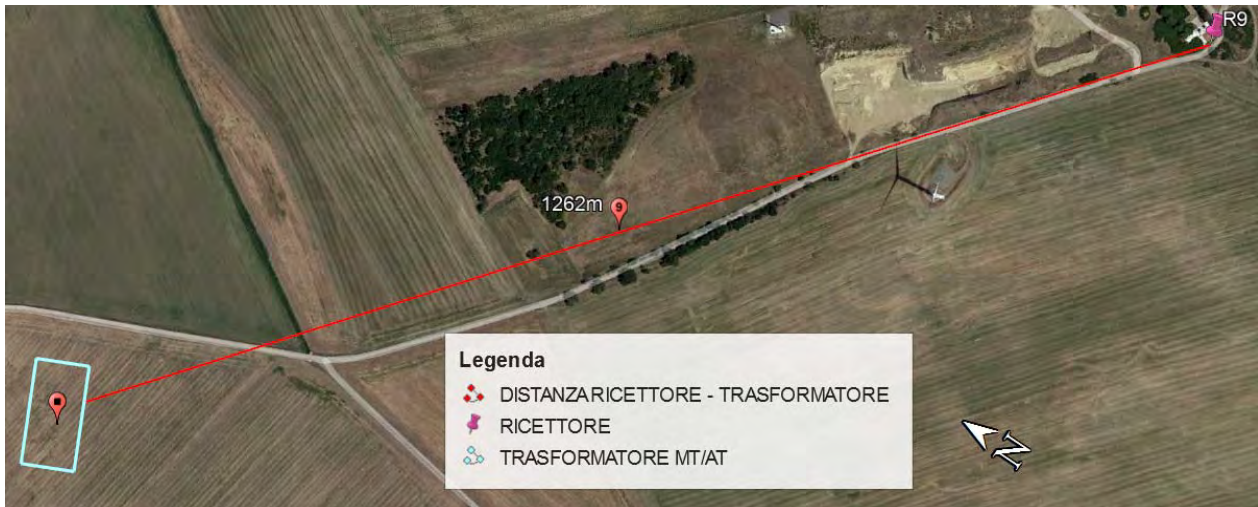 R9
1262m
9
Legenda
DISTANZA RICETTORE - TRASFORMATORE
RICETTORE
TRASFORMATORE MT/AT
N